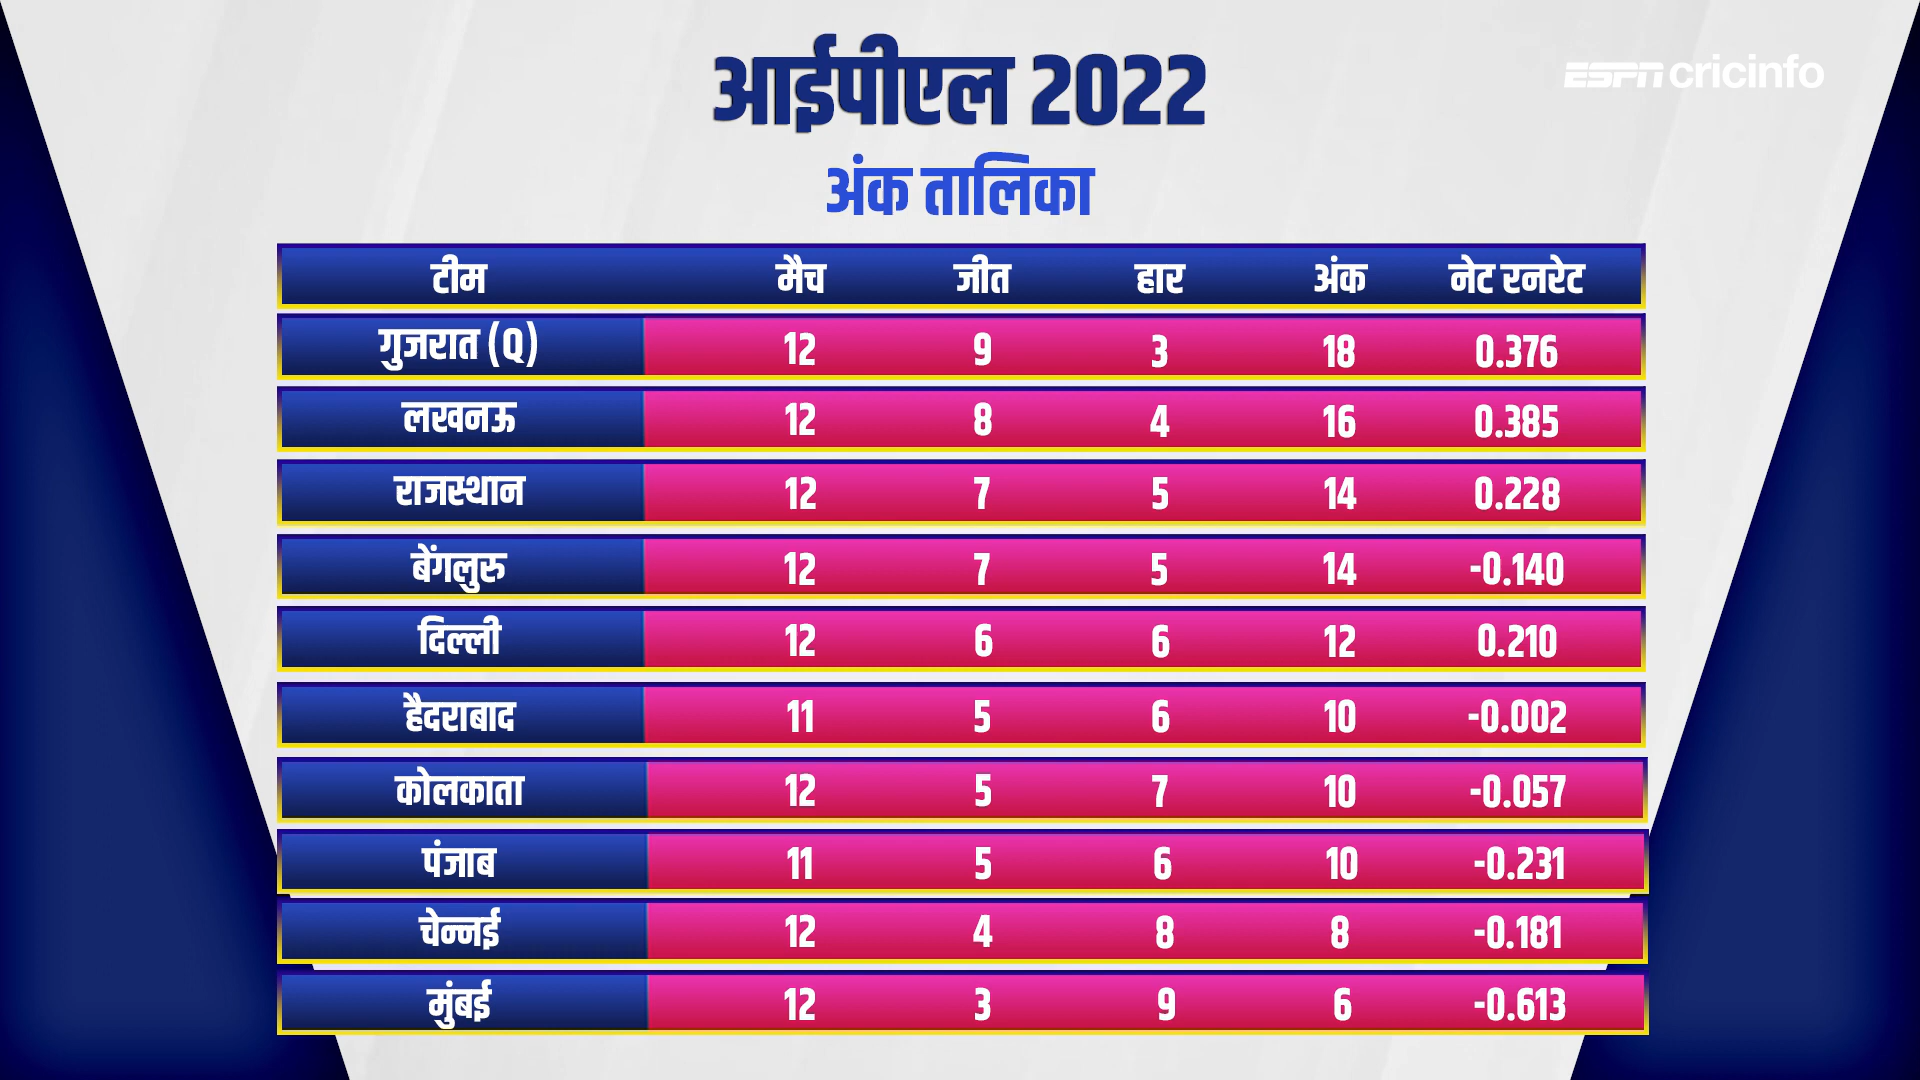 आईपीएल 2022
ESPN cricinfo
अंक तालिका
टीम मैच जीत हार अंक नेट रनरेट
गुजरात (Q) 12 9 3 18 0.376
लखनऊ 12 8 4 16 0.385
राजस्थान 12 7 5 14 0.228
बेंगलुरु 12 7 5 14 -0.140
दिल्ली 12 6 6 12 0.210
हैदराबाद 11 5 6 10 -0.002
कोलकाता 12 5 7 10 -0.057
पंजाब 11 5 6 10 -0.231
चेन्नई 12 4 8 8 -0.181
मुंबई 12 3 9 6 -0.613